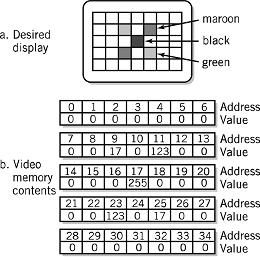 a. Desired
display
maroon
black
green
0 1 2 3 4 5 6 Address
0 0 0 0 0 0 0 Value
7 8 9 10 11 12 13 Address
0 0 17 0 123 0 0 Value
b. Video
memory
contents
14 15 16 17 18 19 20 Address
0 0 0 255 0 0 0 Value
21 22 23 24 25 26 27 Address
0 0 123 0 17 0 0 Value
28 29 30 31 32 33 34 Address
0 0 0 0 0 0 0 Value